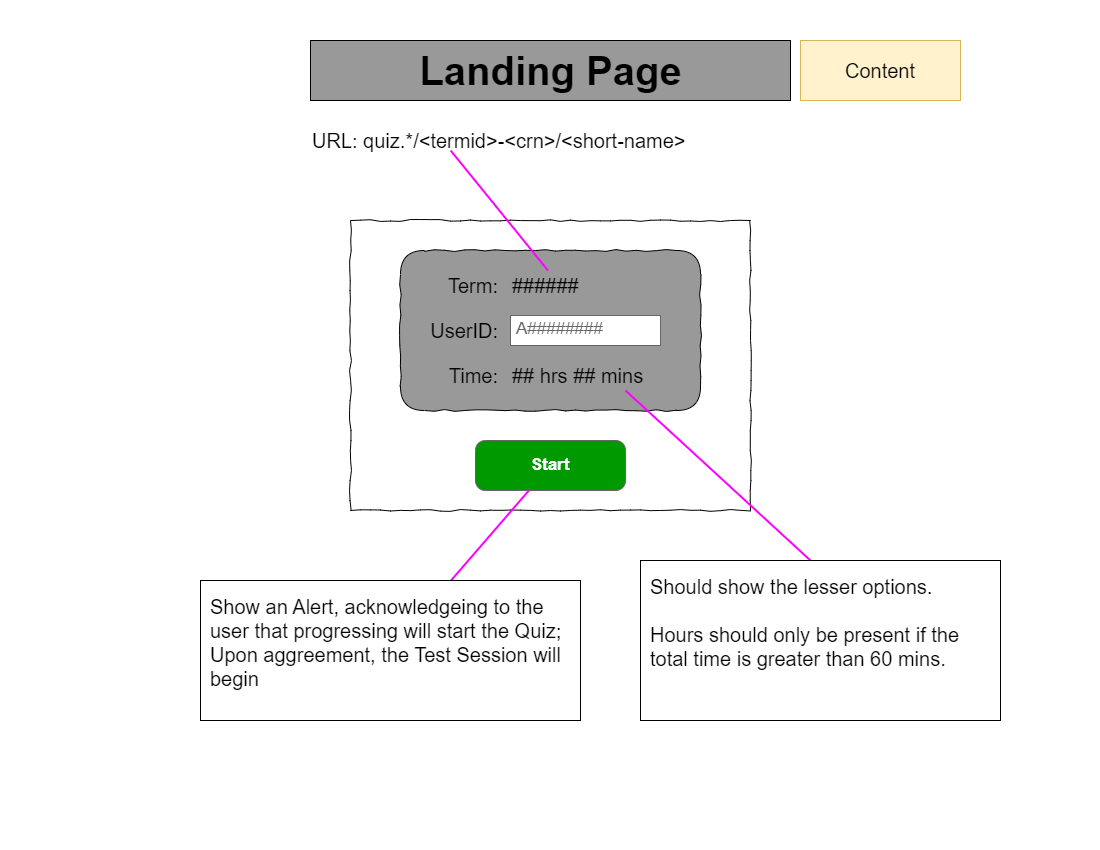 Landing Page
Content
URL: quiz.*/<termid>-<crn>/<short-name>
Term: ######
UserID: A#########
Time: ## hrs ## mins
Start
Show an Alert, acknowledgeing to the
user that progressing will start the Quiz;
Upon aggreement, the Test Session will
begin
Should show the lesser options.
Hours should only be present if the
total time is greater than 60 mins.